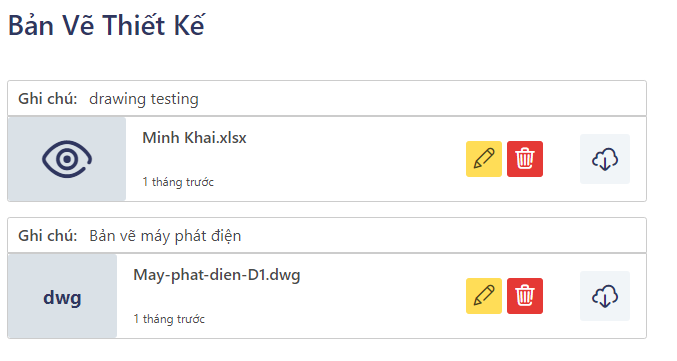 Bản Vẽ Thiết Kế
Ghi chú: drawing testing
Minh Khai.xlsx
1 tháng trước
Ghi chú: Bản vẽ máy phát điện
dwg
May-phat-dien-D1.dwg
1 tháng trước